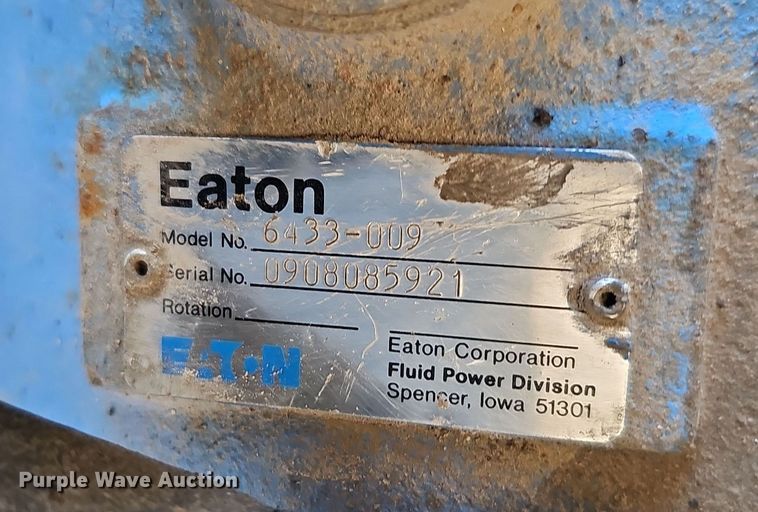 Eaton
Model No. 6433-009
Serial No. 0908085921
Rotation
EATON
Eaton Corporation
Fluid Power Division
Spencer, Iowa 51301
Purple Wave Auction